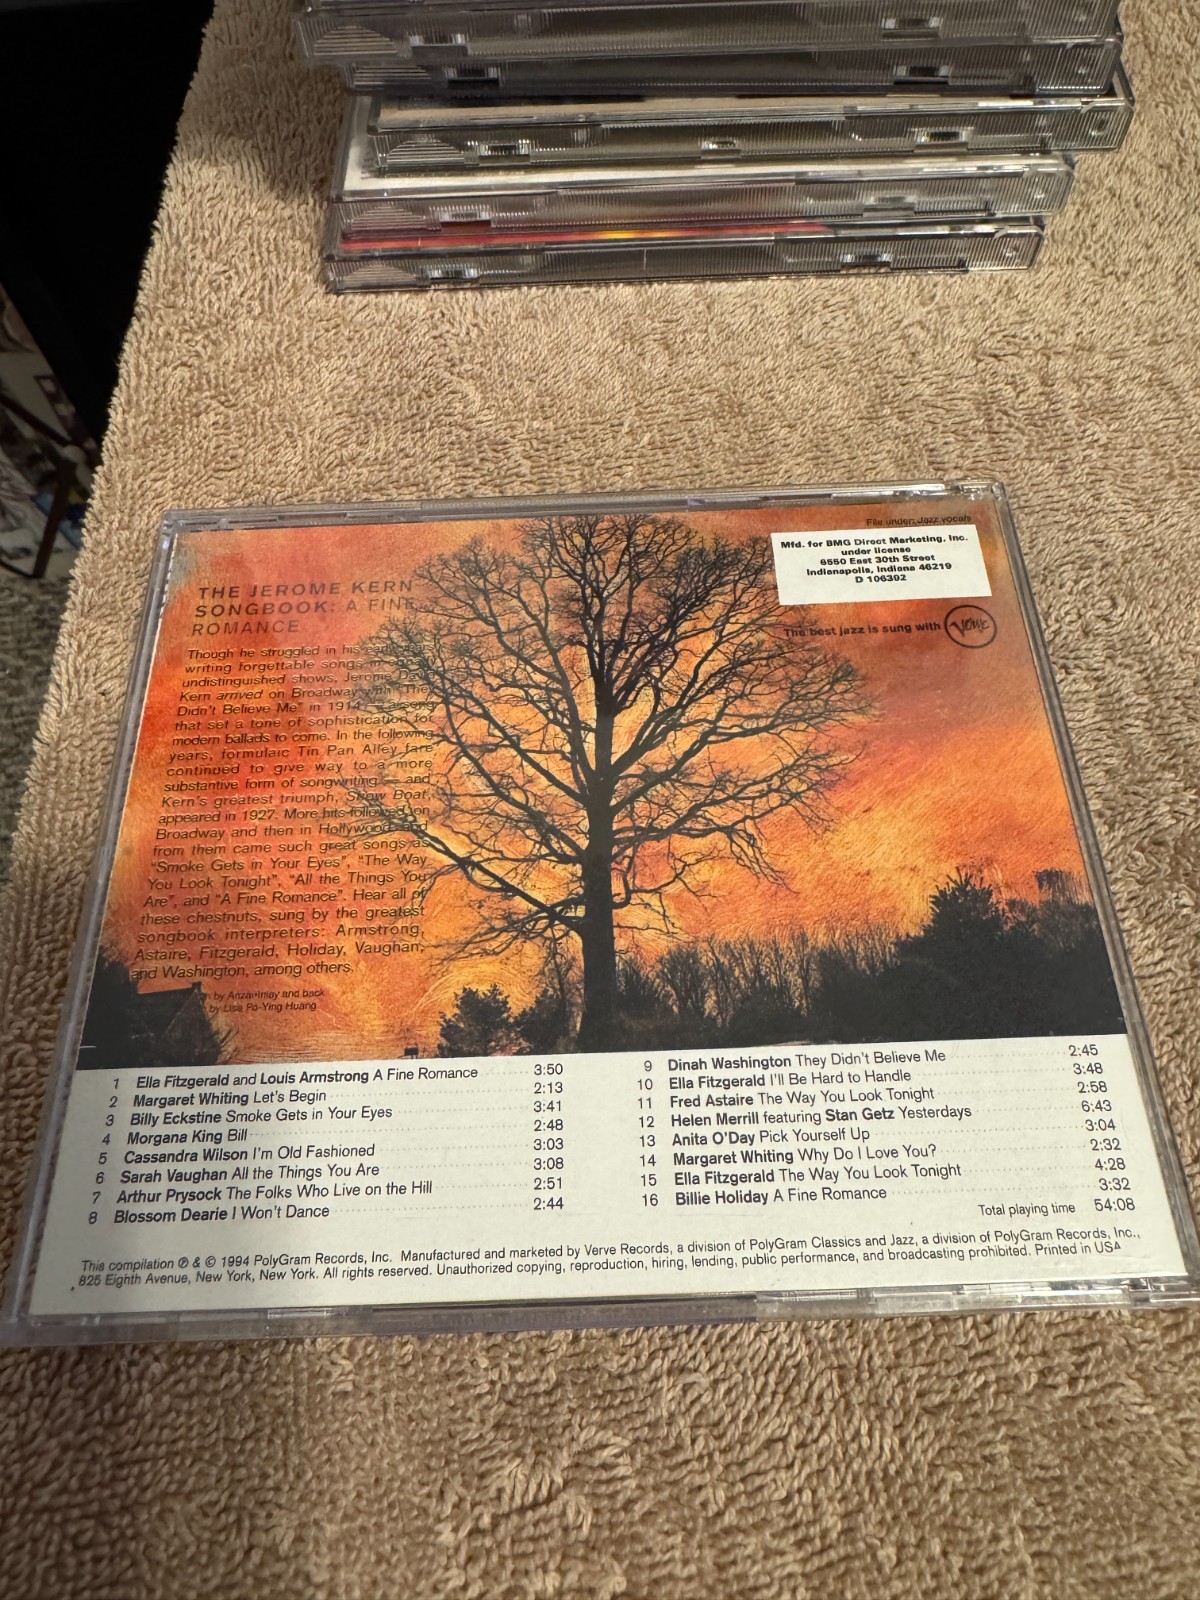 File under: Jazz vocals
Mfd. for BMG Direct Marketing, Inc.
under license
6550 East 30th Street
Indianapolis, Indiana 46219
D 106392
The best jazz is sung with Verve
THE JEROME KERN
SONGBOOK: A FINE
ROMANCE
Though he struggled in his early years
writing forgettable songs in equally
undistinguished shows, Jerome David
Kern arrived on Broadway with "They
Didn't Believe Me" in 1914 — a song
that set a tone of sophistication for
modern ballads to come. In the following
years, formulaic Tin Pan Alley fare
continued to give way to a more
substantive form of songwriting — and
Kern's greatest triumph, Show Boat,
appeared in 1927. More hits followed on
Broadway and then in Hollywood and
from them came such great songs as
"Smoke Gets in Your Eyes", "The Way
You Look Tonight", "All the Things You
Are", and "A Fine Romance". Hear all of
these chestnuts, sung by the greatest
songbook interpreters: Armstrong,
Astaire, Fitzgerald, Holiday, Vaughan,
and Washington, among others.
by and back
by Lisa Po-Ying Huang
1 Ella Fitzgerald and Louis Armstrong A Fine Romance 3:50
2 Margaret Whiting Let's Begin 2:13
3 Billy Eckstine Smoke Gets in Your Eyes 3:41
4 Morgana King Bill 2:48
5 Cassandra Wilson I'm Old Fashioned 3:03
6 Sarah Vaughan All the Things You Are 3:08
7 Arthur Prysock The Folks Who Live on the Hill 2:51
8 Blossom Dearie I Won't Dance 2:44
9 Dinah Washington They Didn't Believe Me 2:45
10 Ella Fitzgerald I'll Be Hard to Handle 3:48
11 Fred Astaire The Way You Look Tonight 2:58
12 Helen Merrill featuring Stan Getz Yesterdays 6:43
13 Anita O'Day Pick Yourself Up 3:04
14 Margaret Whiting Why Do I Love You? 2:32
15 Ella Fitzgerald The Way You Look Tonight 4:28
16 Billie Holiday A Fine Romance 3:32
Total playing time 54:08
This compilation ℗ & © 1994 PolyGram Records, Inc. Manufactured and marketed by Verve Records, a division of PolyGram Classics and Jazz, a division of PolyGram Records, Inc.,
825 Eighth Avenue, New York, New York. All rights reserved. Unauthorized copying, reproduction, hiring, lending, public performance, and broadcasting prohibited. Printed in USA